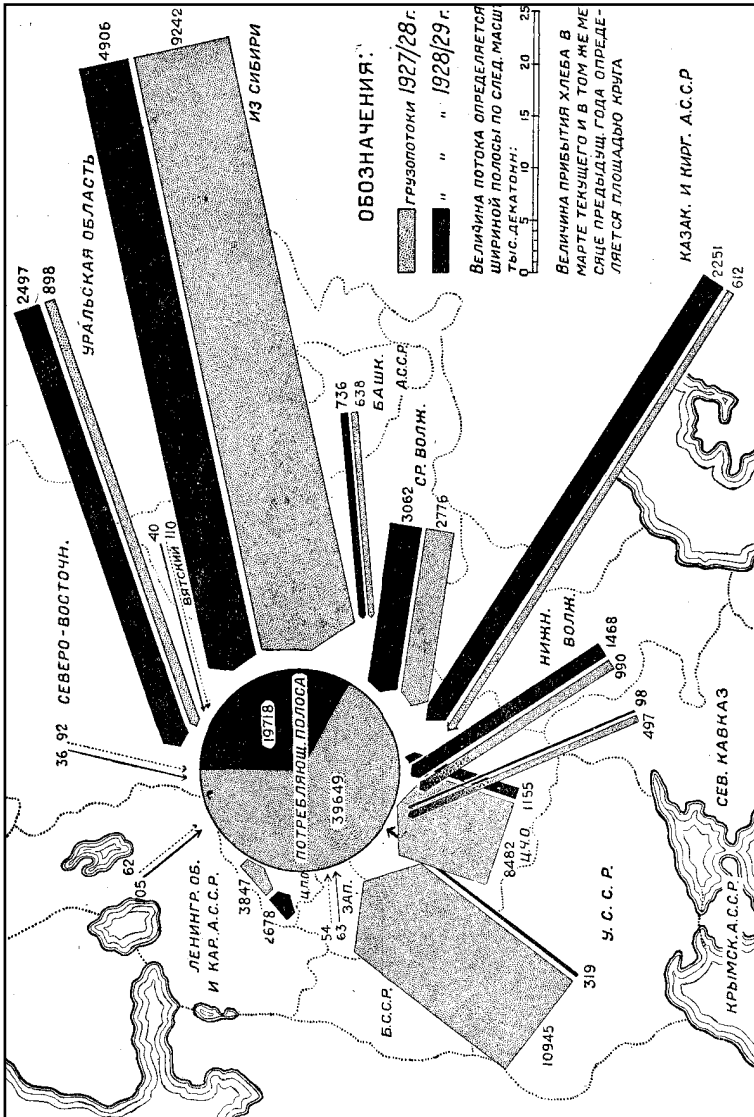 СЕВЕРО-ВОСТОЧН.
36 92
2497
898
УРАЛЬСКАЯ ОБЛАСТЬ
4906
9242
ИЗ СИБИРИ
40
ВЯТСКИЙ 110
62
ЛЕНИНГР. ОБ.
И КАР. А.С.С.Р.
19718
ПОТРЕБЛЯЮЩ. ПОЛОСА
39649
736
638
БАШК.
А.С.С.Р.
3062
СР. ВОЛЖ.
2776
3847
2678
Ц.П.О.
54
63
ЗАП.
Б.С.С.Р.
10945
319
У.С.С.Р.
8482
Ц.Ч.О.
1155
НИЖН.
ВОЛЖ.
1468
990
98
497
СЕВ. КАВКАЗ
КРЫМСК. А.С.С.Р.
КАЗАК. И КИРГ. А.С.С.Р
2251
612
ОБОЗНАЧЕНИЯ:
ГРУЗОПОТОКИ 1927/28 г.
" " " 1928/29 г.
ВЕЛИЧИНА ПОТОКА ОПРЕДЕЛЯЕТСЯ
ШИРИНОЙ ПОЛОСЫ ПО СЛЕД. МАСШТ
ТЫС. ДЕКАТОНН:
0 5 10 15 20 25
ВЕЛИЧИНА ПРИБЫТИЯ ХЛЕБА В
МАРТЕ ТЕКУЩЕГО И В ТОМ ЖЕ МЕ
СЯЦЕ ПРЕДЫДУЩ. ГОДА ОПРЕДЕ-
ЛЯЕТСЯ ПЛОЩАДЬЮ КРУГА